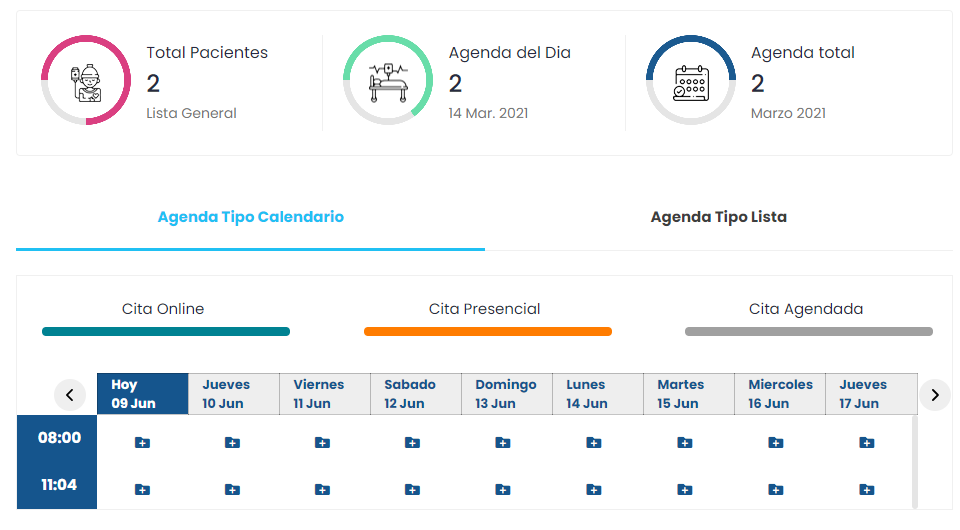 Total Pacientes
2
Lista General
Agenda del Dia
2
14 Mar. 2021
Agenda total
2
Marzo 2021
Agenda Tipo Calendario
Agenda Tipo Lista
Cita Online
Cita Presencial
Cita Agendada
Hoy
09 Jun
Jueves
10 Jun
Viernes
11 Jun
Sabado
12 Jun
Domingo
13 Jun
Lunes
14 Jun
Martes
15 Jun
Miercoles
16 Jun
Jueves
17 Jun
08:00
11:04